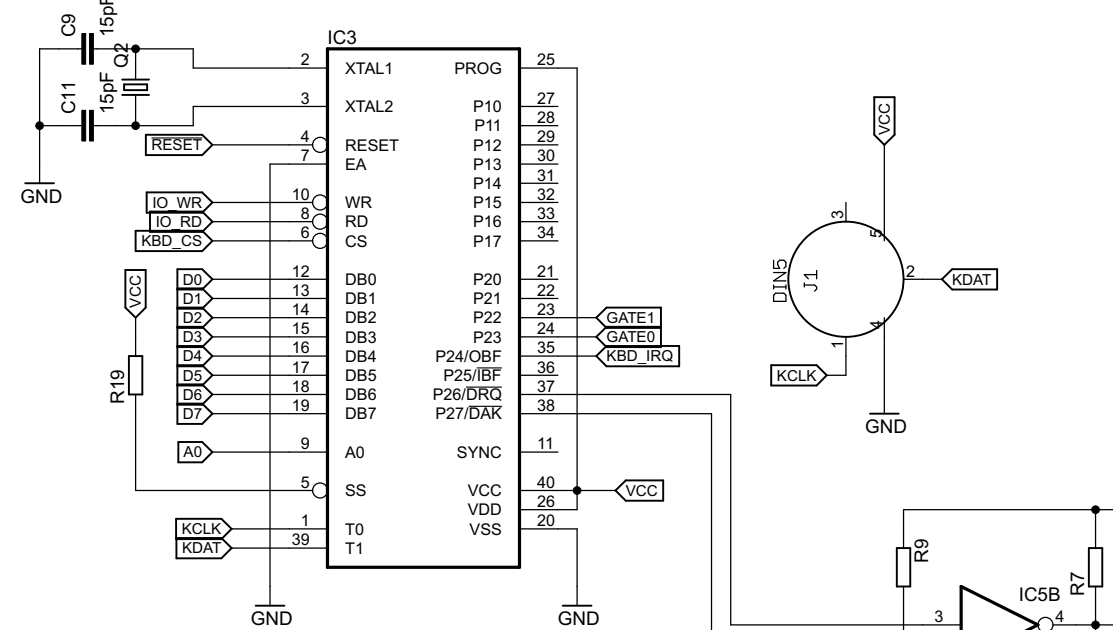 C9
15pF
Q2
C11
15pF
GND
IC3
2 XTAL1 PROG 25
3 XTAL2 P10 27
P11 28
RESET 4 RESET P12 29
7 EA P13 30
P14 31
IO_WR 10 WR P15 32
IO_RD 8 RD P16 33
KBD_CS 6 CS P17 34
VCC
R19
D0 12 DB0 P20 21
D1 13 DB1 P21 22
D2 14 DB2 P22 23 GATE1
D3 15 DB3 P23 24 GATE0
D4 16 DB4 P24/OBF 35 KBD_IRQ
D5 17 DB5 P25/IBF 36
D6 18 DB6 P26/DRQ 37
D7 19 DB7 P27/DAK 38
A0 9 A0 SYNC 11
5 SS VCC 40 VCC
VDD 26
KCLK 1 T0 VSS 20
KDAT 39 T1
GND
GND
VCC
3
5
DIN5
J1
2 KDAT
4
1
KCLK
GND
R9
R7
IC5B
3
4